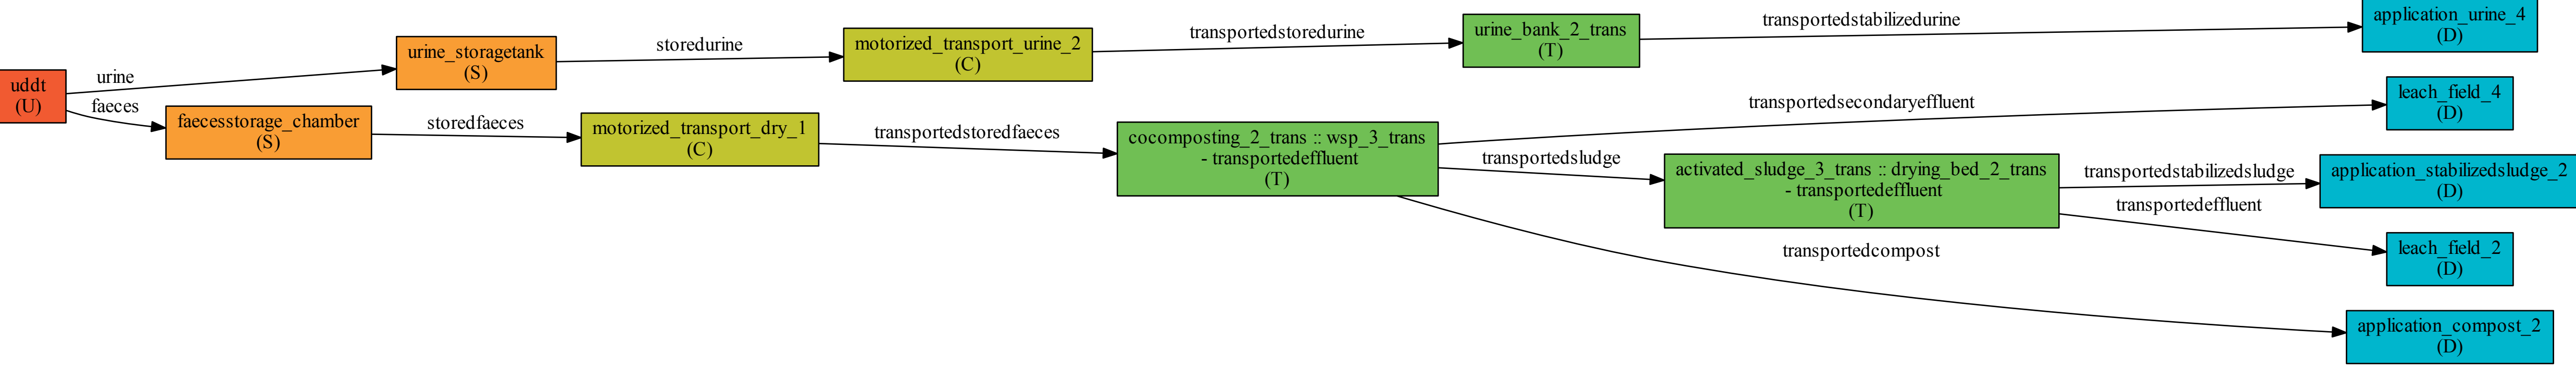 uddt
(U)
urine
faeces
urine_storagetank
(S)
faecesstorage_chamber
(S)
storedurine
storedfaeces
motorized_transport_urine_2
(C)
motorized_transport_dry_1
(C)
transportedstoredurine
transportedstoredfaeces
urine_bank_2_trans
(T)
cocomposting_2_trans :: wsp_3_trans
- transportedeffluent
(T)
transportedstabilizedurine
transportedsecondaryeffluent
transportedsludge
transportedcompost
activated_sludge_3_trans :: drying_bed_2_trans
- transportedeffluent
(T)
transportedstabilizedsludge
transportedeffluent
application_urine_4
(D)
leach_field_4
(D)
application_stabilizedsludge_2
(D)
leach_field_2
(D)
application_compost_2
(D)